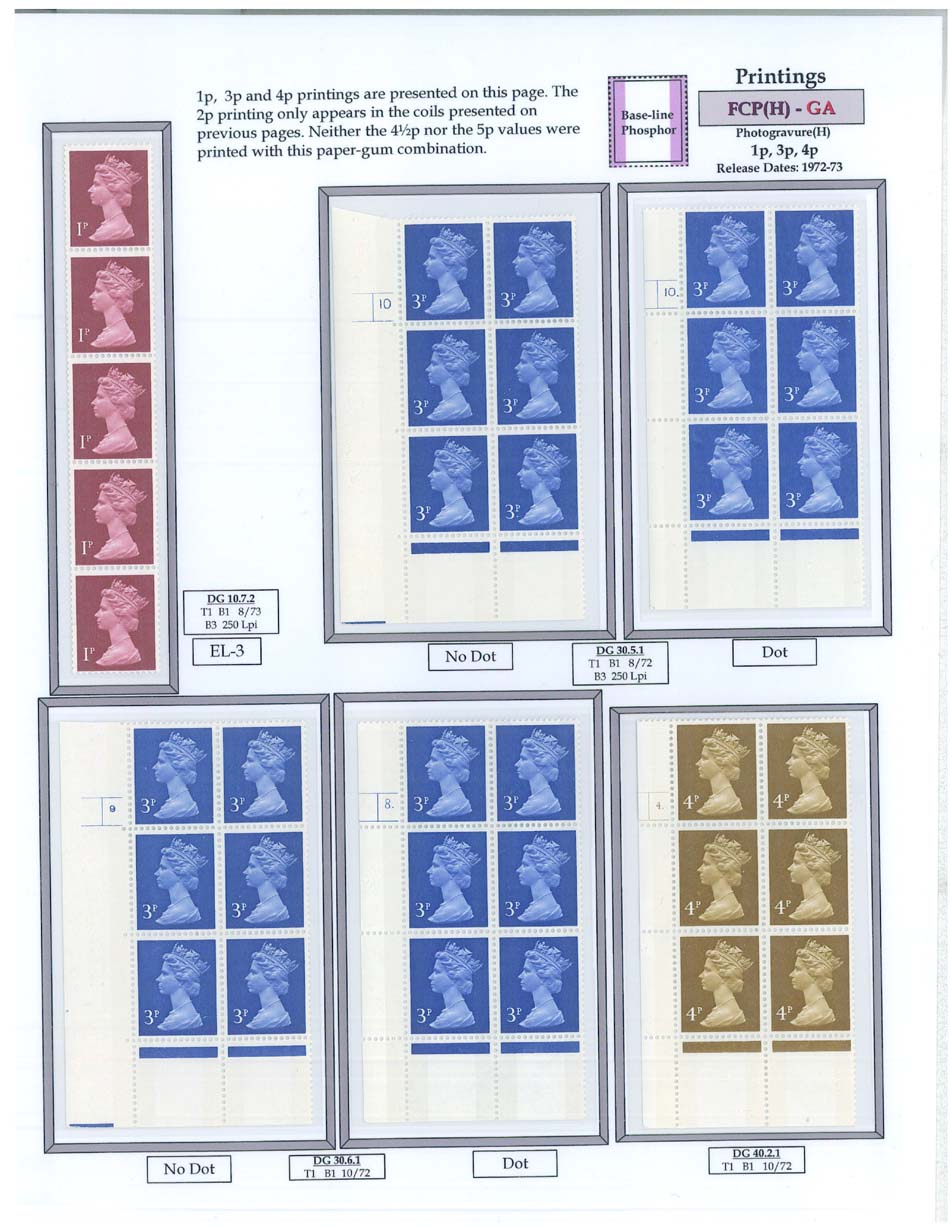 Printings
FCP(H) - GA
Photogravure(H)
1p, 3p, 4p
Release Dates: 1972-73
Base-line
Phosphor
1p, 3p and 4p printings are presented on this page. The
2p printing only appears in the coils presented on
previous pages. Neither the 4½p nor the 5p values were
printed with this paper-gum combination.
1P
1P
1P
1P
1P
DG 10.7.2
T1 B1 8/73
B3 250 Lpi
EL-3
10
3P 3P
3P 3P
3P 3P
No Dot
10.
3P 3P
3P 3P
3P 3P
Dot
DG 30.5.1
T1 B1 8/72
B3 250 Lpi
9
3P 3P
3P 3P
3P 3P
No Dot
8.
3P 3P
3P 3P
3P 3P
Dot
DG 30.6.1
T1 B1 10/72
4.
4P 4P
4P 4P
4P 4P
DG 40.2.1
T1 B1 10/72